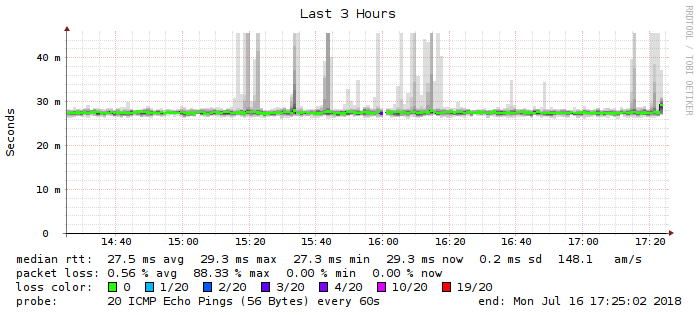 Last 3 Hours
RRDTOOL / TOBI OETIKER
Seconds
40 m
30 m
20 m
10 m
0
14:40 15:00 15:20 15:40 16:00 16:20 16:40 17:00 17:20
median rtt: 27.5 ms avg 29.3 ms max 27.3 ms min 29.3 ms now 0.2 ms sd 148.1 am/s
packet loss: 0.56 % avg 88.33 % max 0.00 % min 0.00 % now
loss color: 0 1/20 2/20 3/20 4/20 10/20 19/20
probe: 20 ICMP Echo Pings (56 Bytes) every 60s end: Mon Jul 16 17:25:02 2018